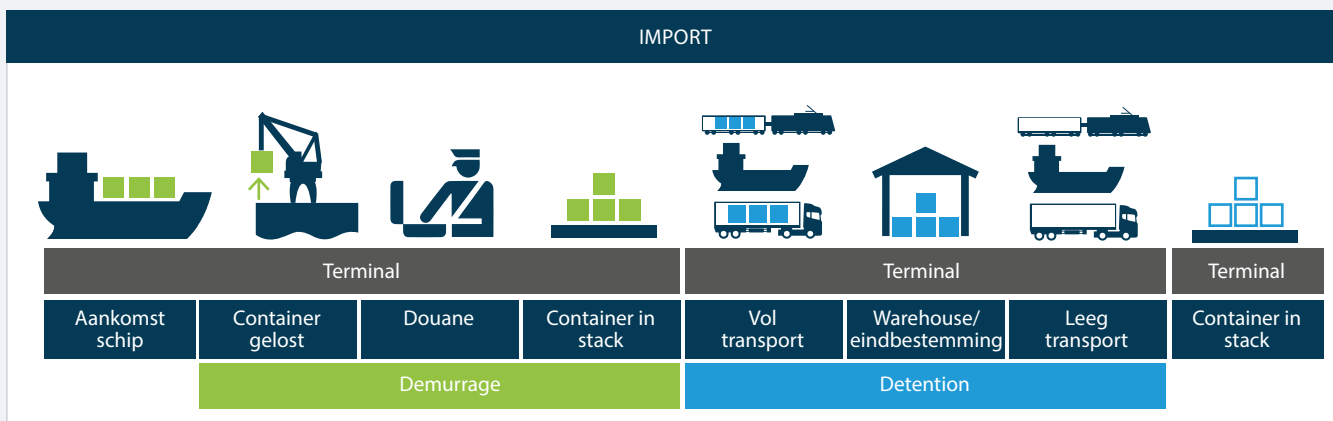 IMPORT
Terminal
Terminal
Terminal
Aankomst
schip
Container
gelost
Douane
Container in
stack
Vol
transport
Warehouse/
eindbestemming
Leeg
transport
Container in
stack
Demurrage
Detention